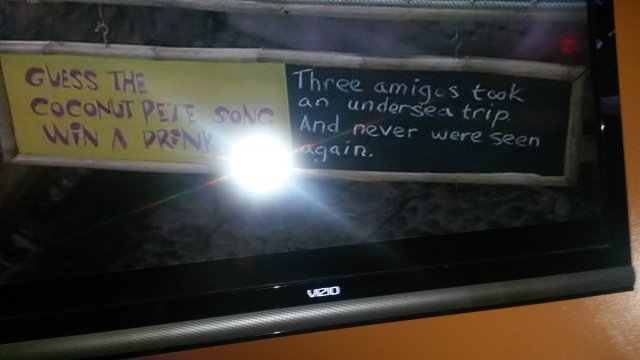 GUESS THE
COCONUT PETE SONG
WIN A DRINK
Three amigos took
an undersea trip.
And never were seen
again.
VIZIO